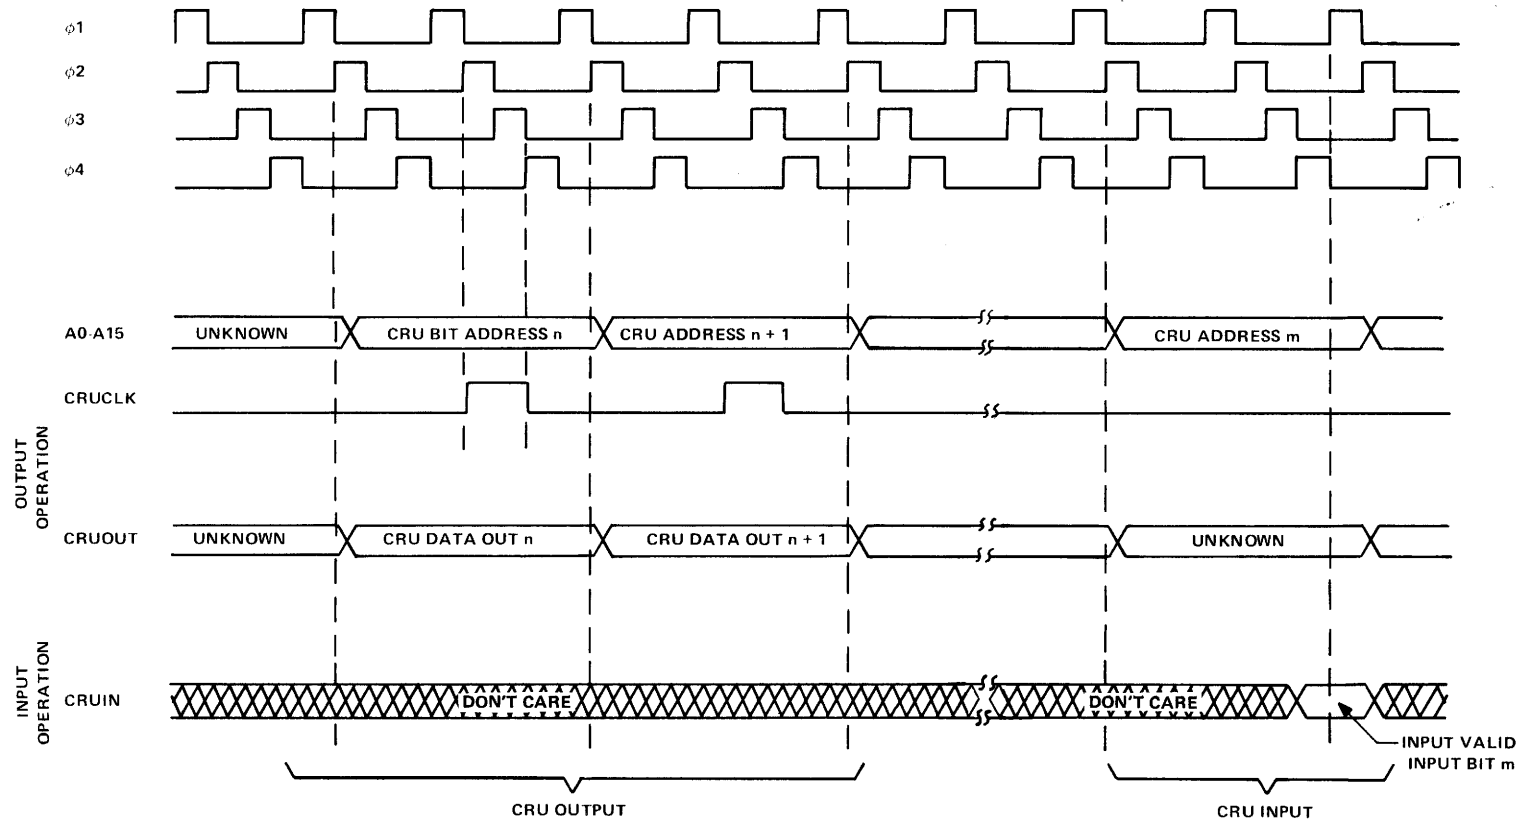 ϕ1
ϕ2
ϕ3
ϕ4
A0-A15
UNKNOWN
CRU BIT ADDRESS n
CRU ADDRESS n + 1
CRU ADDRESS m
CRUCLK
OUTPUT
OPERATION
CRUOUT
UNKNOWN
CRU DATA OUT n
CRU DATA OUT n + 1
UNKNOWN
INPUT
OPERATION
CRUIN
DON'T CARE
DON'T CARE
INPUT VALID
INPUT BIT m
CRU OUTPUT
CRU INPUT